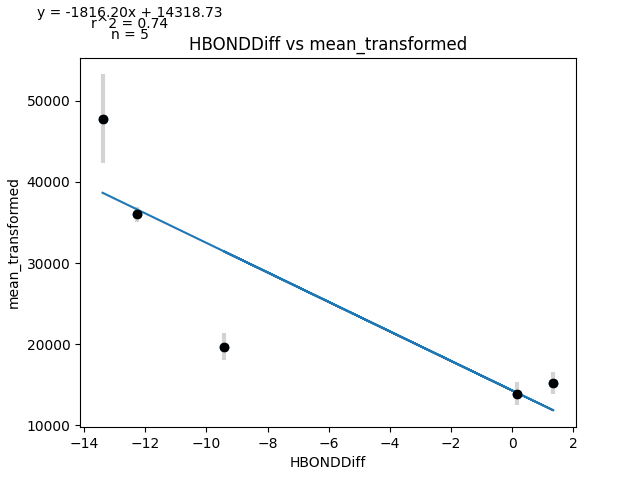 y = -1816.20x + 14318.73
r^2 = 0.74
n = 5
HBONDDiff vs mean_transformed
50000
40000
30000
20000
10000
mean_transformed
−14
−12
−10
−8
−6
−4
−2
0
2
HBONDDiff